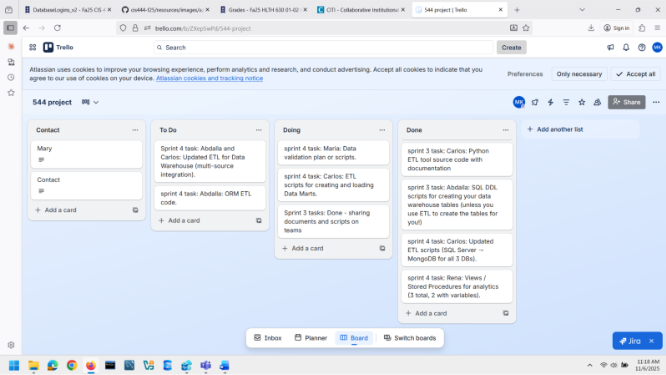 DatabaseLogins_v2 - Fa25 CIS 4
cis444-f25/resources/images/s
Grades - Fa25 HLTH 630 01-02
CITI - Collaborative Institutional
544 project | Trello
trello.com/b/ZXep1wPd/544-project
Sign in
Trello
Search
Create
MK
Atlassian uses cookies to improve your browsing experience, perform analytics and research, and conduct advertising. Accept all cookies to indicate that you
agree to our use of cookies on your device. Atlassian cookies and tracking notice
Preferences
Only necessary
Accept all
544 project
MK
Share
Contact
Mary
Contact
Add a card
To Do
Sprint 4 task: Abdalla and
Carlos: Updated ETL for Data
Warehouse (multi-source
integration).
sprint 4 task: Abdalla: ORM ETL
code.
Add a card
Doing
sprint 4 task: Maria: Data
validation plan or scripts.
sprint 4 task: Carlos: ETL
scripts for creating and loading
Data Marts.
Sprint 3 tasks: Done - sharing
documents and scripts on
teams
Add a card
Done
sprint 3 task: Carlos: Python
ETL tool source code with
documentation
sprint 3 task: Abdalla: SQL DDL
scripts for creating your data
warehouse tables (unless you
use ETL to create the tables for
you!)
sprint 4 task: Carlos: Updated
ETL scripts (SQL Server →
MongoDB for all 3 DBs).
sprint 4 task: Rena: Views /
Stored Procedures for analytics
(3 total, 2 with variables).
Add a card
Add another list
Inbox
Planner
Board
Switch boards
Jira
11:18 AM
11/6/2025